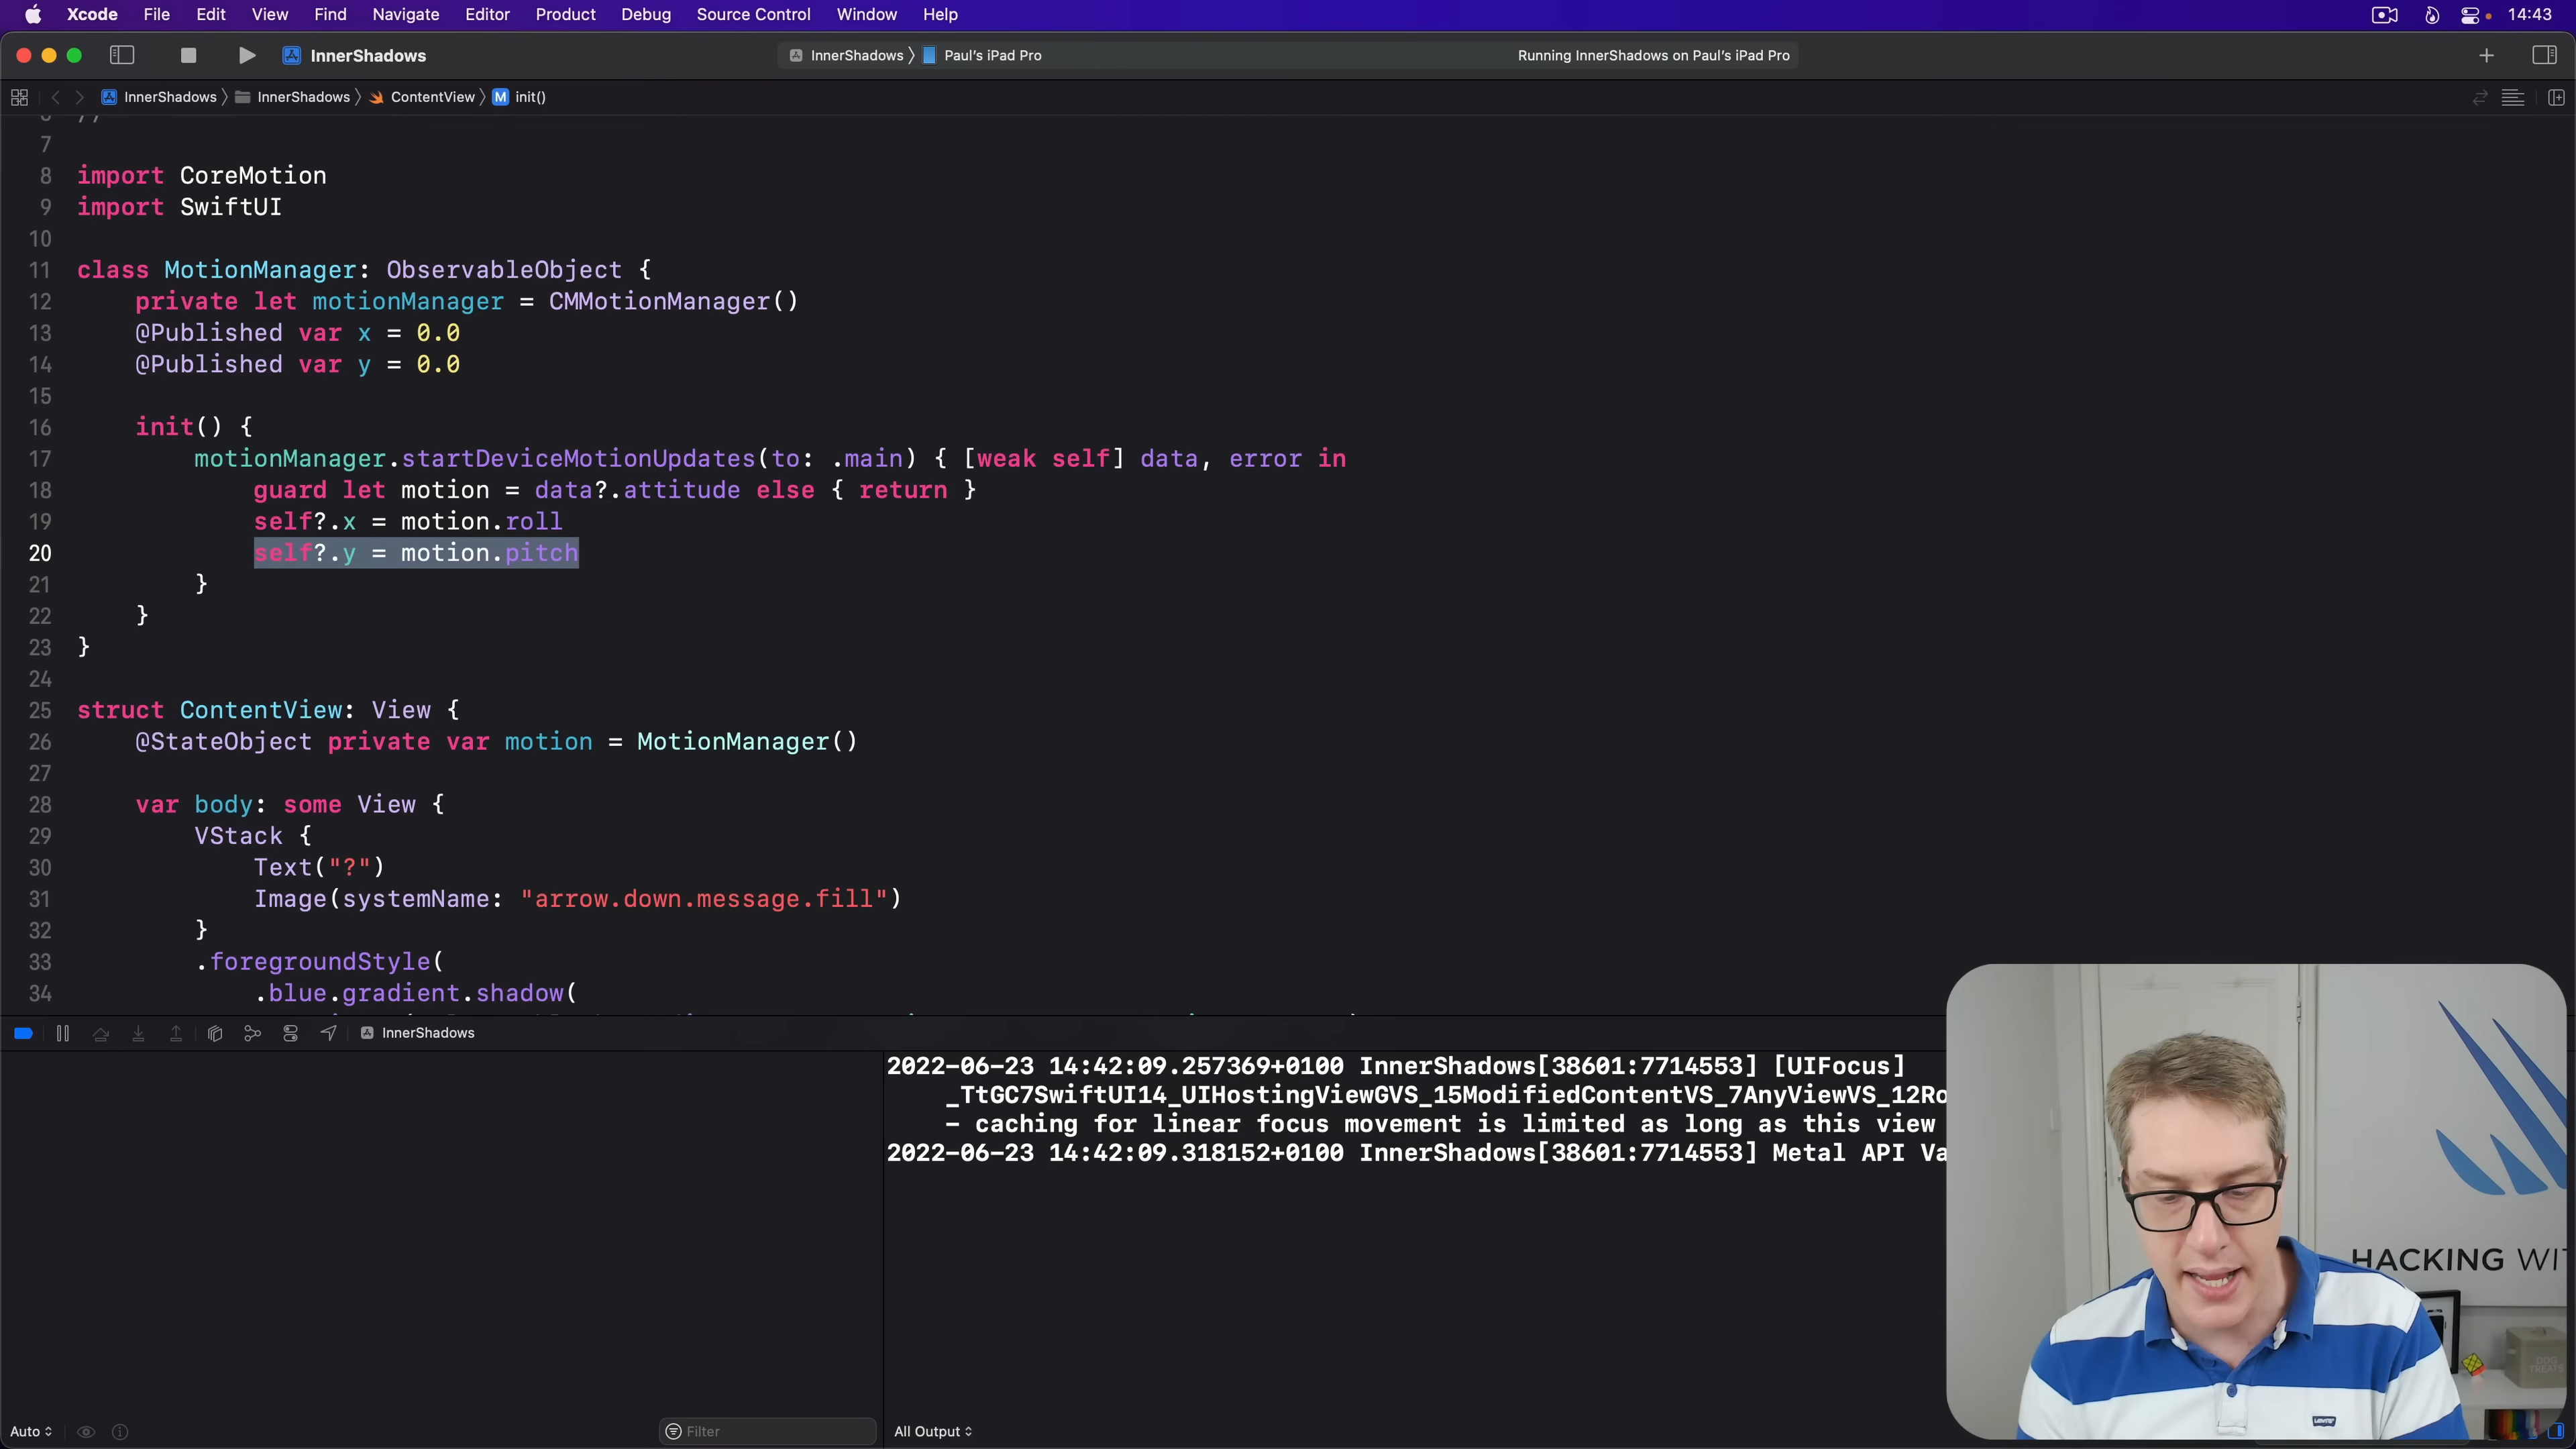 Xcode File Edit View Find Navigate Editor Product Debug Source Control Window Help 14:43
InnerShadows InnerShadows 〉 Paul's iPad Pro Running InnerShadows on Paul's iPad Pro
InnerShadows 〉 InnerShadows 〉 ContentView 〉 M init()
6 //
7
8 import CoreMotion
9 import SwiftUI
10
11 class MotionManager: ObservableObject {
12 private let motionManager = CMMotionManager()
13 @Published var x = 0.0
14 @Published var y = 0.0
15
16 init() {
17 motionManager.startDeviceMotionUpdates(to: .main) { [weak self] data, error in
18 guard let motion = data?.attitude else { return }
19 self?.x = motion.roll
20 self?.y = motion.pitch
21 }
22 }
23 }
24
25 struct ContentView: View {
26 @StateObject private var motion = MotionManager()
27
28 var body: some View {
29 VStack {
30 Text("?")
31 Image(systemName: "arrow.down.message.fill")
32 }
33 .foregroundStyle(
34 .blue.gradient.shadow(
InnerShadows
2022-06-23 14:42:09.257369+0100 InnerShadows[38601:7714553] [UIFocus]
_TtGC7SwiftUI14_UIHostingViewGVS_15ModifiedContentVS_7AnyViewVS_12Ro
- caching for linear focus movement is limited as long as this view
2022-06-23 14:42:09.318152+0100 InnerShadows[38601:7714553] Metal API Va
HACKING WIT
DOG
TREATS
Auto Filter All Output